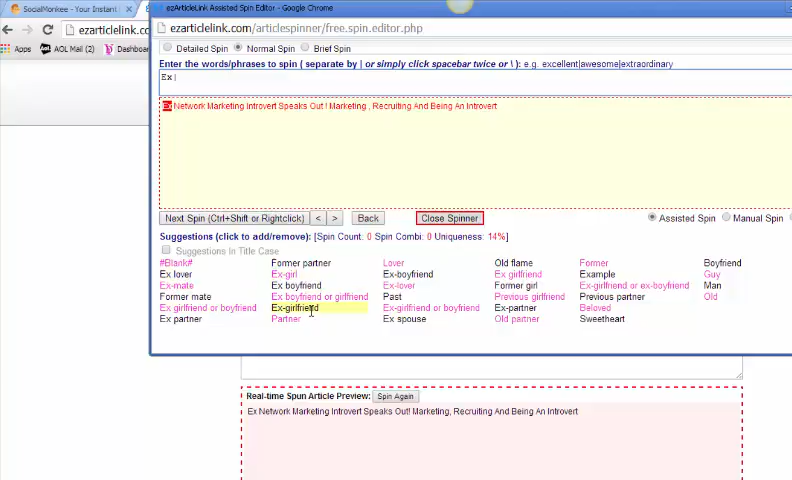 SocialMonkee - Your Instant
ezArticleLink Assisted Spin Editor - Google Chrome
ezarticlelink.com
ezarticlelink.com/articlespinner/free.spin.editor.php
Apps AOL Mail (2) Dashboa
Detailed Spin Normal Spin Brief Spin
Enter the words/phrases to spin ( separate by | or simply click spacebar twice or \ ): e.g. excellent|awesome|extraordinary
Ex |
Ex Network Marketing Introvert Speaks Out ! Marketing , Recruiting And Being An Introvert
Next Spin (Ctrl+Shift or Rightclick) < > Back Close Spinner Assisted Spin Manual Spin
Suggestions (click to add/remove): [Spin Count: 0 Spin Combi: 0 Uniqueness: 14%]
Suggestions In Title Case
#Blank# Former partner Lover Old flame Former Boyfriend
Ex lover Ex-girl Ex-boyfriend Ex girlfriend Example Guy
Ex-mate Ex boyfriend Ex-lover Former girl Ex-girlfriend or ex-boyfriend Man
Former mate Ex boyfriend or girlfriend Past Previous girlfriend Previous partner Old
Ex girlfriend or boyfriend Ex-girlfriend Ex-girlfriend or boyfriend Ex-partner Beloved
Ex partner Partner Ex spouse Old partner Sweetheart
Real-time Spun Article Preview: Spin Again
Ex Network Marketing Introvert Speaks Out! Marketing, Recruiting And Being An Introvert